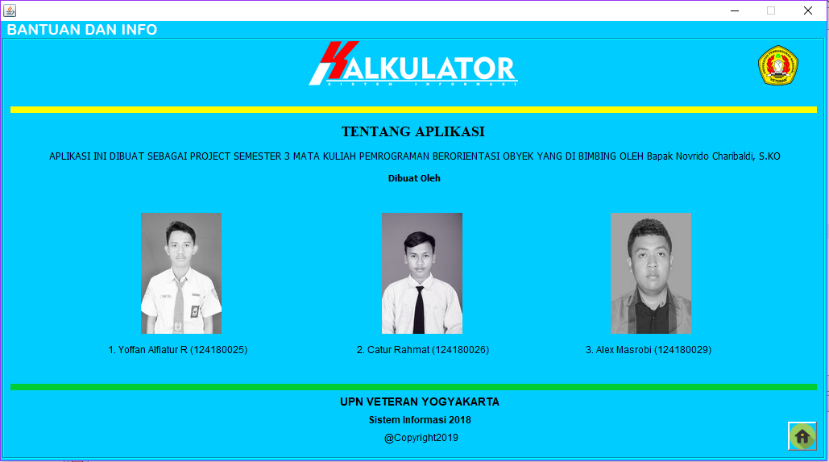 BANTUAN DAN INFO
KALKULATOR
SISTEM INFORMASI
TENTANG APLIKASI
APLIKASI INI DIBUAT SEBAGAI PROJECT SEMESTER 3 MATA KULIAH PEMROGRAMAN BERORIENTASI OBYEK YANG DI BIMBING OLEH Bapak Novrido Charibaldi, S.KO
Dibuat Oleh
1. Yoffan Alfiatur R (124180025)
2. Catur Rahmat (124180026)
3. Alex Masrobi (124180029)
UPN VETERAN YOGYAKARTA
Sistem Informasi 2018
@Copyright2019